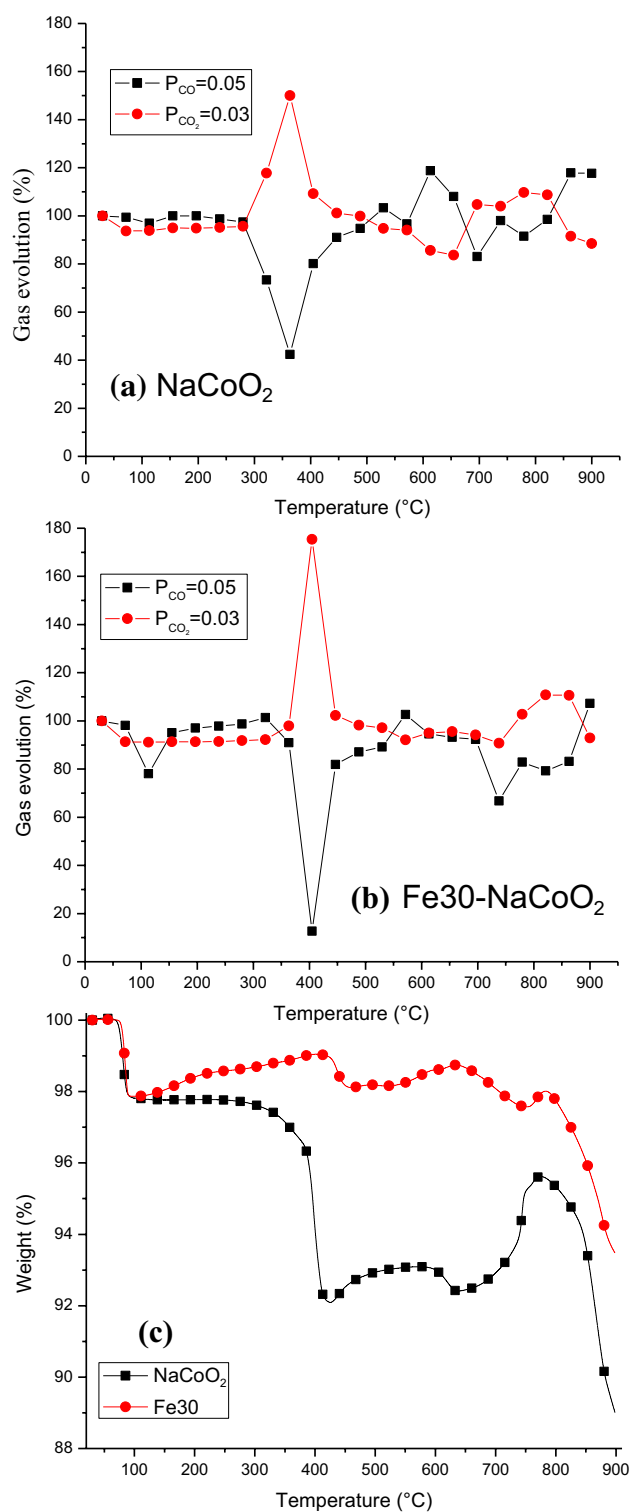 180
160
140
120
100
80
60
40
20
0
Gas evolution (%)
P_CO=0.05
P_CO₂=0.03
(a) NaCoO₂
0 100 200 300 400 500 600 700 800 900
Temperature (°C)
180
160
140
120
100
80
60
40
20
0
Gas evolution (%)
P_CO=0.05
P_CO₂=0.03
(b) Fe30-NaCoO₂
0 100 200 300 400 500 600 700 800 900
Temperature (°C)
100
98
96
94
92
90
88
Weight (%)
(c)
NaCoO₂
Fe30
100 200 300 400 500 600 700 800 900
Temperature (°C)